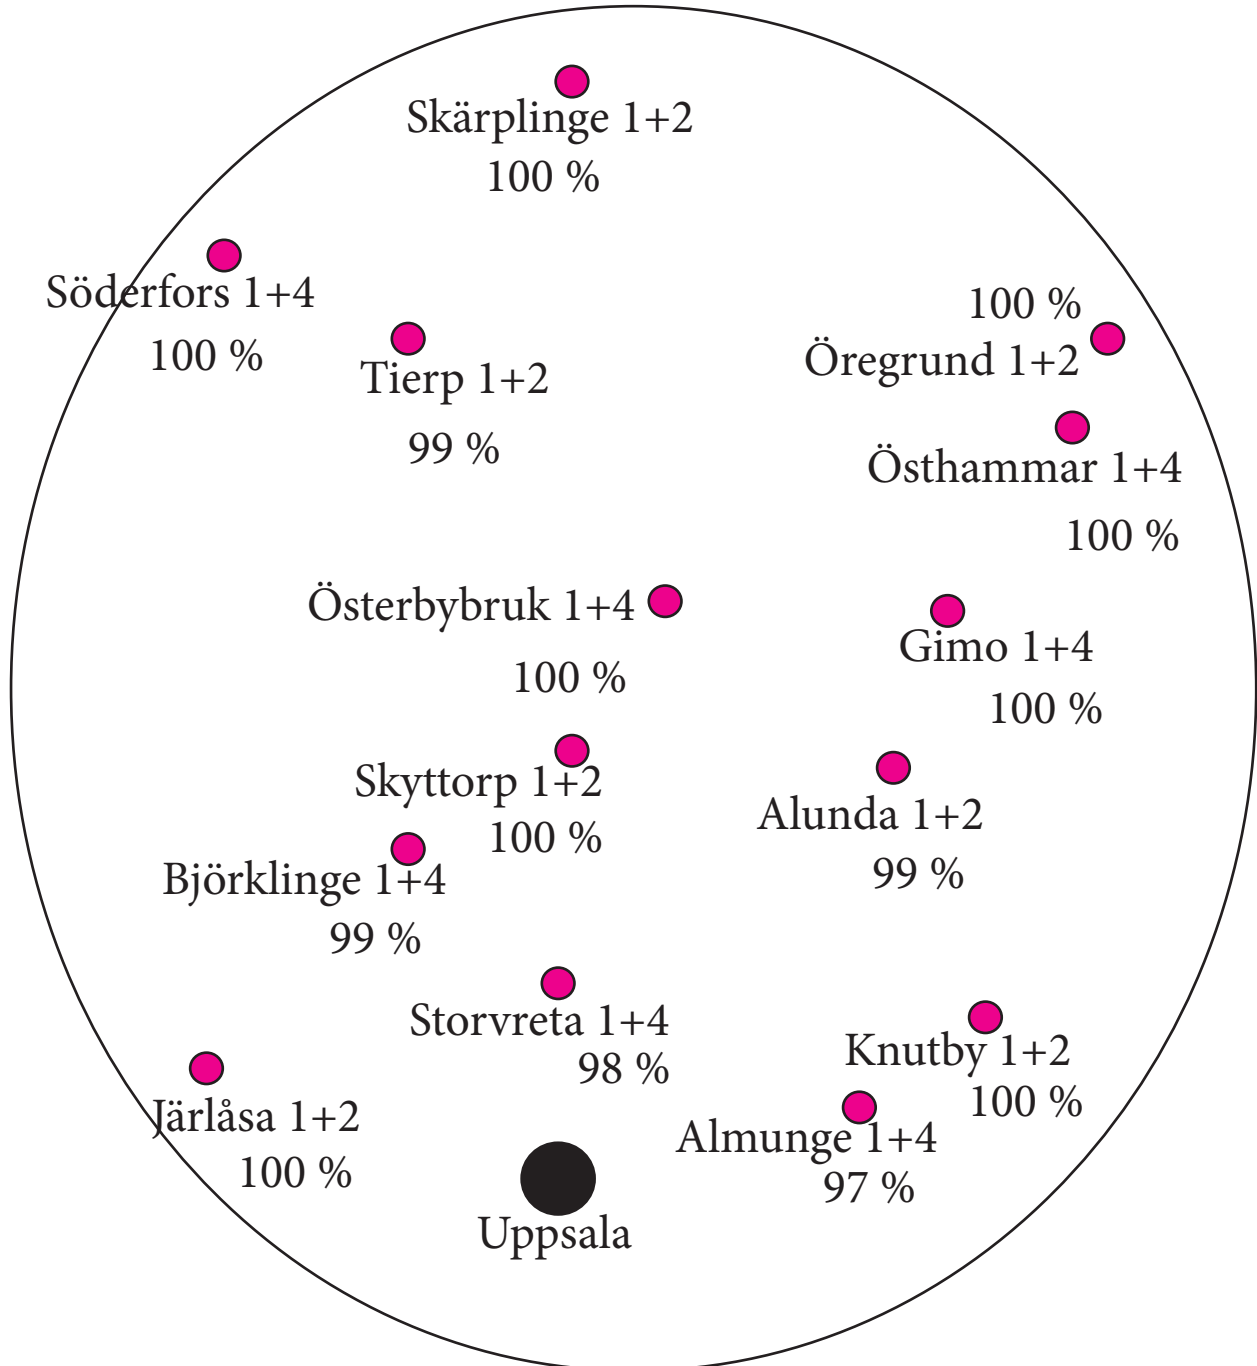 Skärplinge 1+2
100 %
Söderfors 1+4
100 %
Tierp 1+2
99 %
100 %
Öregrund 1+2
Östhammar 1+4
100 %
Österbybruk 1+4
100 %
Gimo 1+4
100 %
Skyttorp 1+2
100 %
Alunda 1+2
99 %
Björklinge 1+4
99 %
Storvreta 1+4
98 %
Knutby 1+2
100 %
Järlåsa 1+2
100 %
Almunge 1+4
97 %
Uppsala